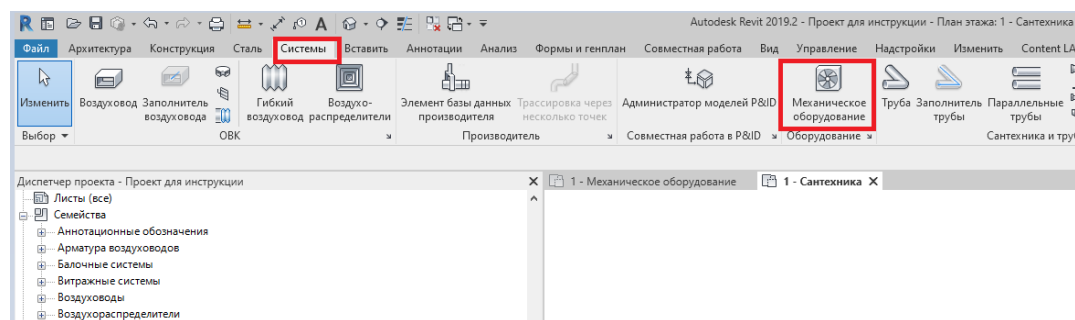 Autodesk Revit 2019.2 - Проект для инструкции - План этажа: 1 - Сантехника
Файл Архитектура Конструкция Сталь Системы Вставить Аннотации Анализ Формы и генплан Совместная работа Вид Управление Надстройки Изменить Content LA
Изменить Воздуховод Заполнитель Гибкий Воздухо- Элемент базы данных Трассировка через Администратор моделей P&ID Механическое Труба Заполнитель Параллельные
воздуховода воздуховод распределители производителя несколько точек оборудование трубы трубы
Выбор ОВК Производитель Совместная работа в P&ID Оборудование Сантехника и тру
Диспетчер проекта - Проект для инструкции
1 - Механическое оборудование 1 - Сантехника
Листы (все)
Семейства
Аннотационные обозначения
Арматура воздуховодов
Балочные системы
Витражные системы
Воздуховоды
Воздухораспределители